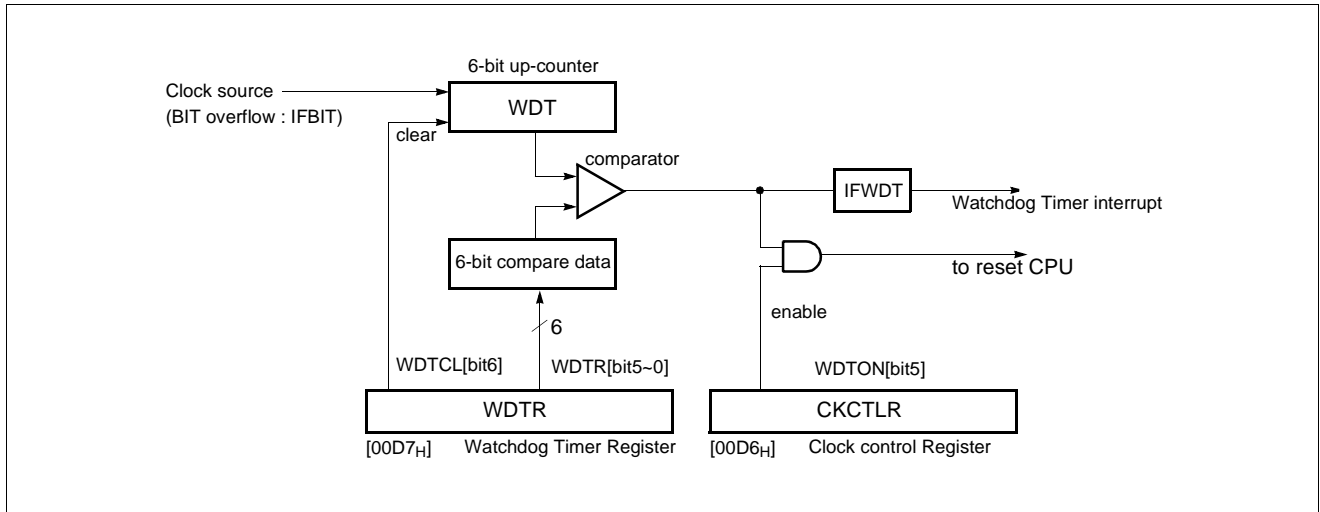 6-bit up-counter
Clock source
(BIT overflow : IFBIT)
WDT
clear
comparator
IFWDT
Watchdog Timer interrupt
6-bit compare data
to reset CPU
enable
6
WDTCL[bit6]
WDTR[bit5~0]
WDTON[bit5]
WDTR
CKCTLR
[00D7H]
Watchdog Timer Register
[00D6H]
Clock control Register